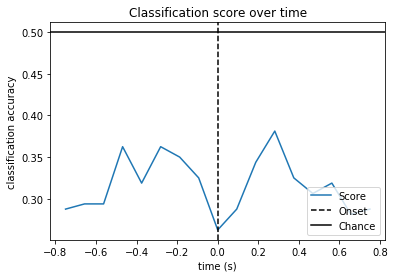 Classification score over time
classification accuracy
0.50
0.45
0.40
0.35
0.30
Score
Onset
Chance
−0.8 −0.6 −0.4 −0.2 0.0 0.2 0.4 0.6 0.8
time (s)